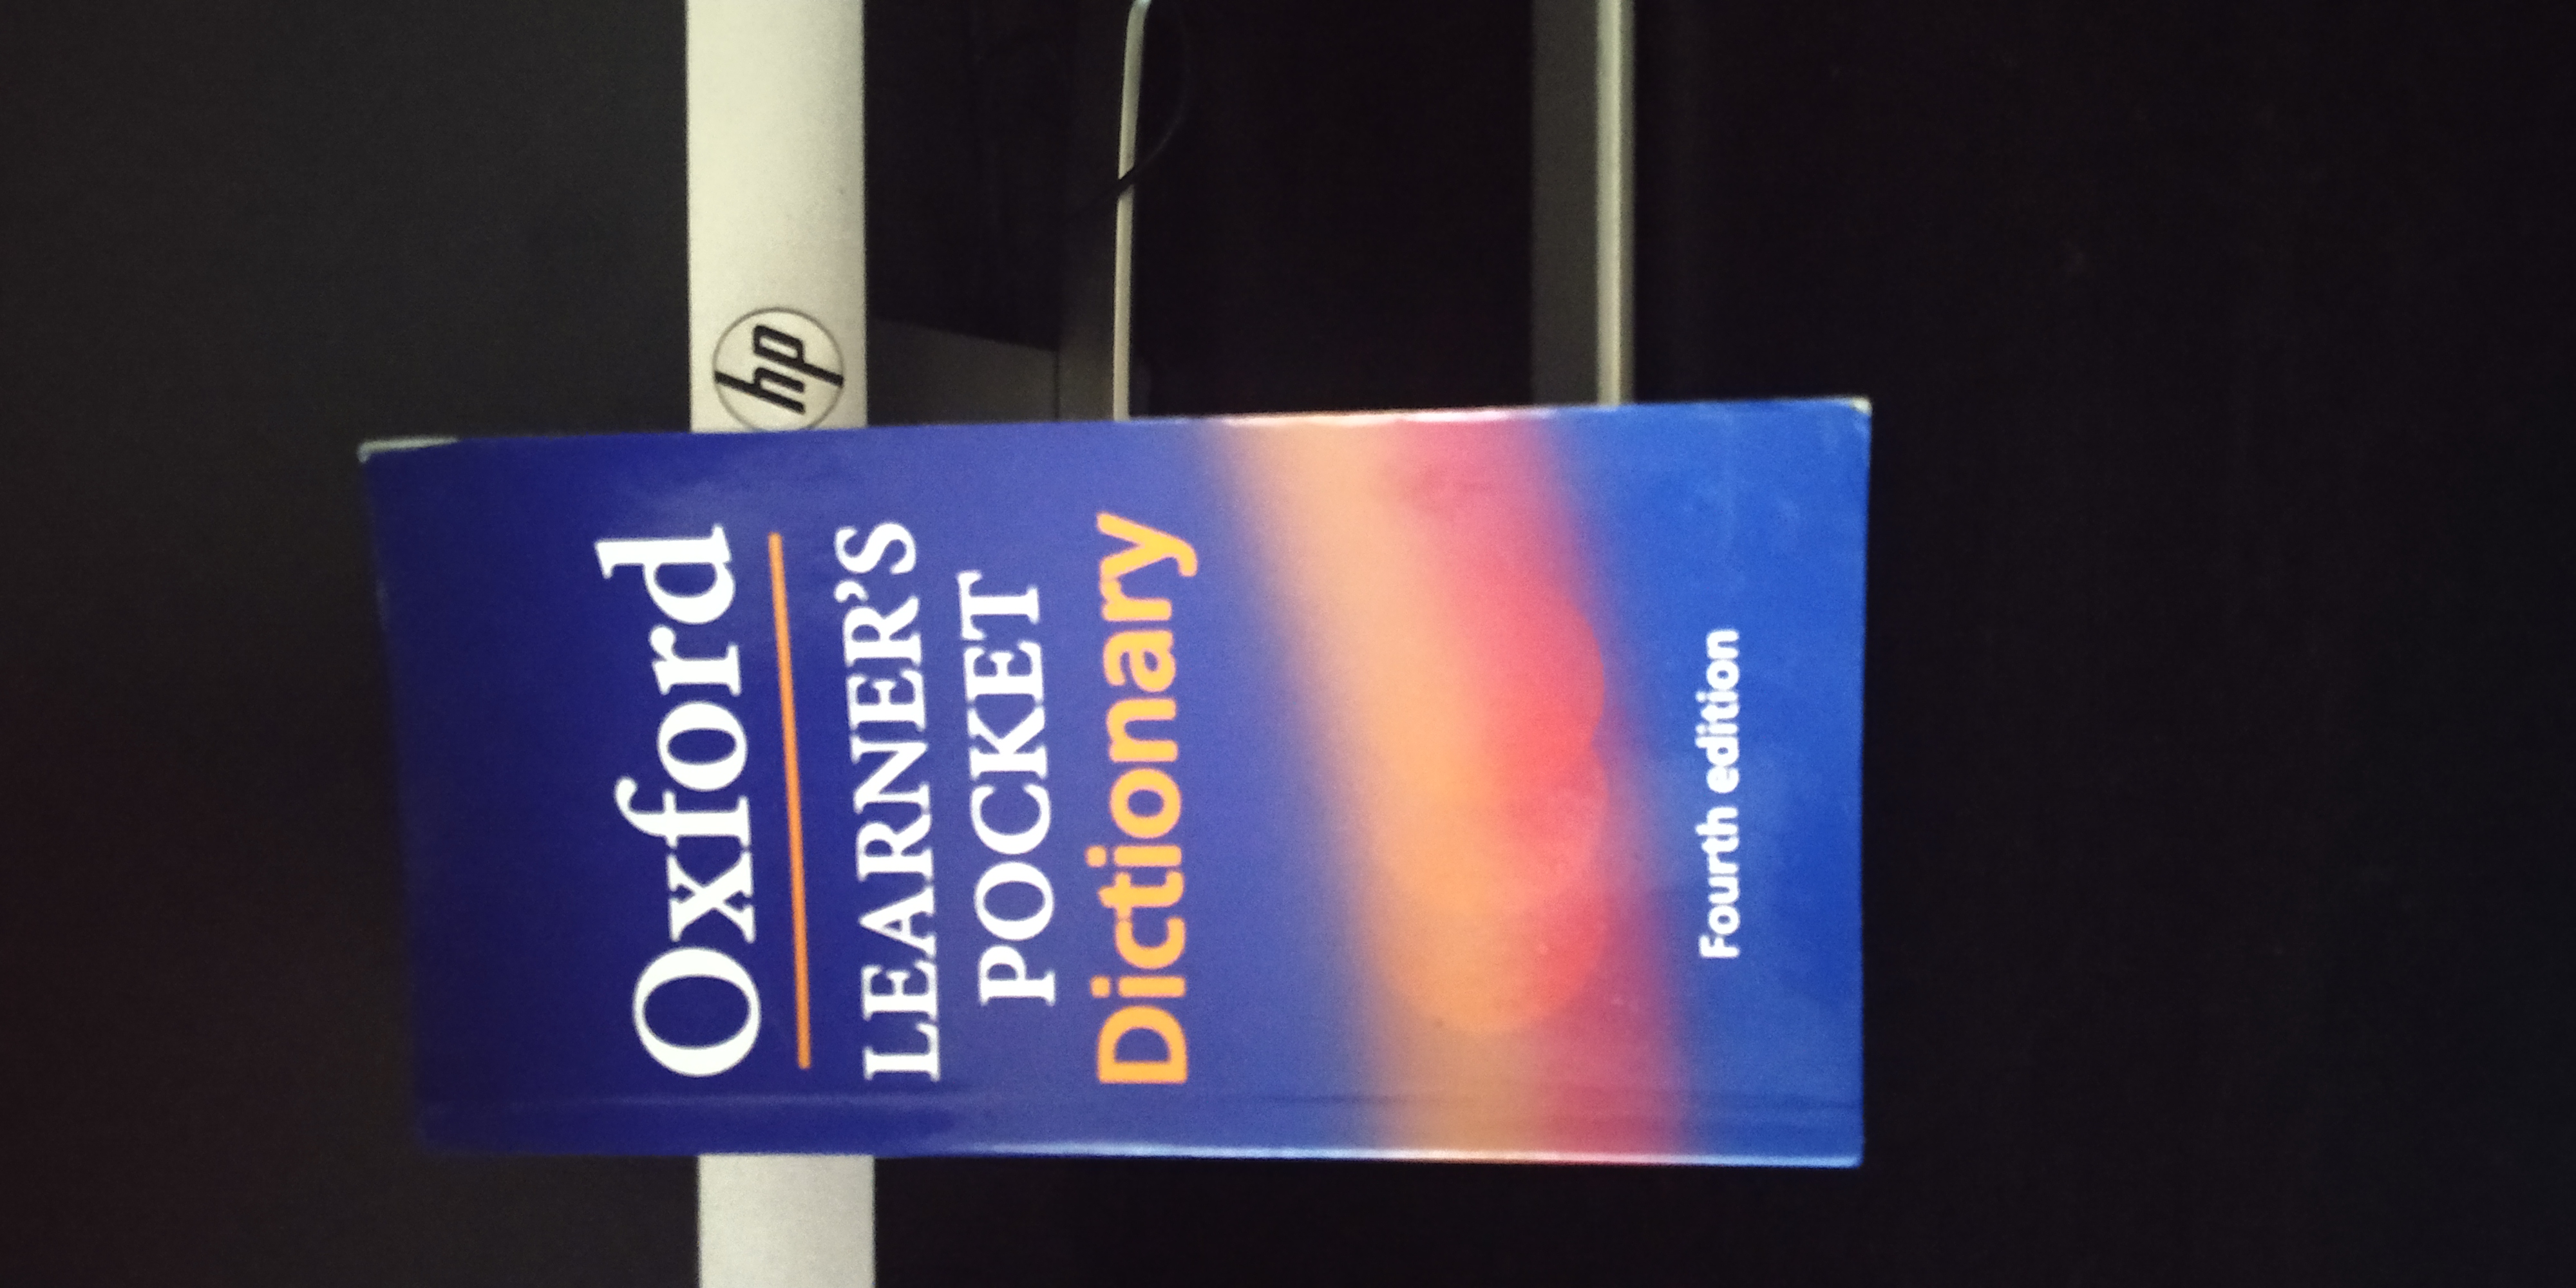 hp
Oxford
LEARNER'S
POCKET
Dictionary
Fourth edition